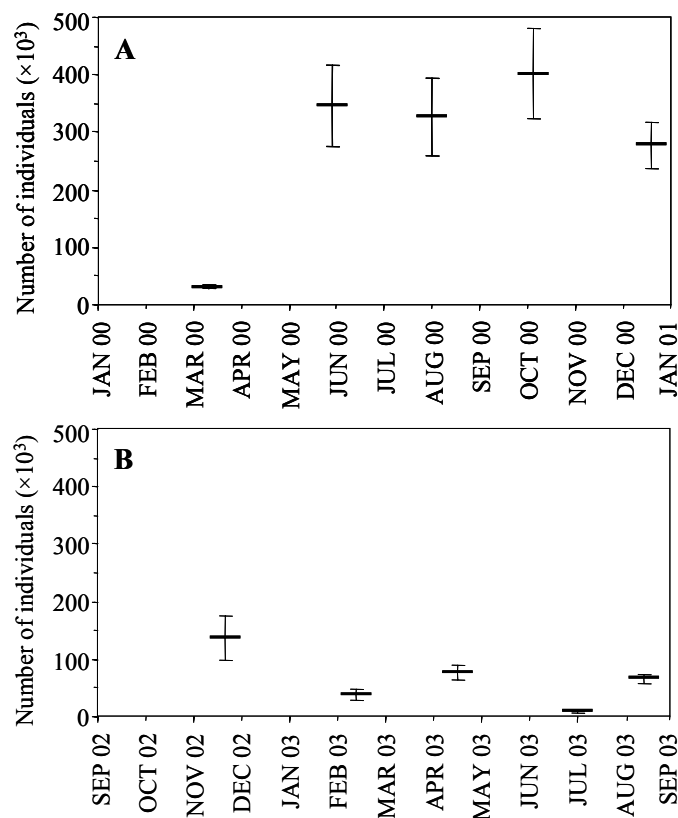 A
Number of individuals (×10³)
500
400
300
200
100
0
JAN 00
FEB 00
MAR 00
APR 00
MAY 00
JUN 00
JUL 00
AUG 00
SEP 00
OCT 00
NOV 00
DEC 00
JAN 01
B
Number of individuals (×10³)
500
400
300
200
100
0
SEP 02
OCT 02
NOV 02
DEC 02
JAN 03
FEB 03
MAR 03
APR 03
MAY 03
JUN 03
JUL 03
AUG 03
SEP 03